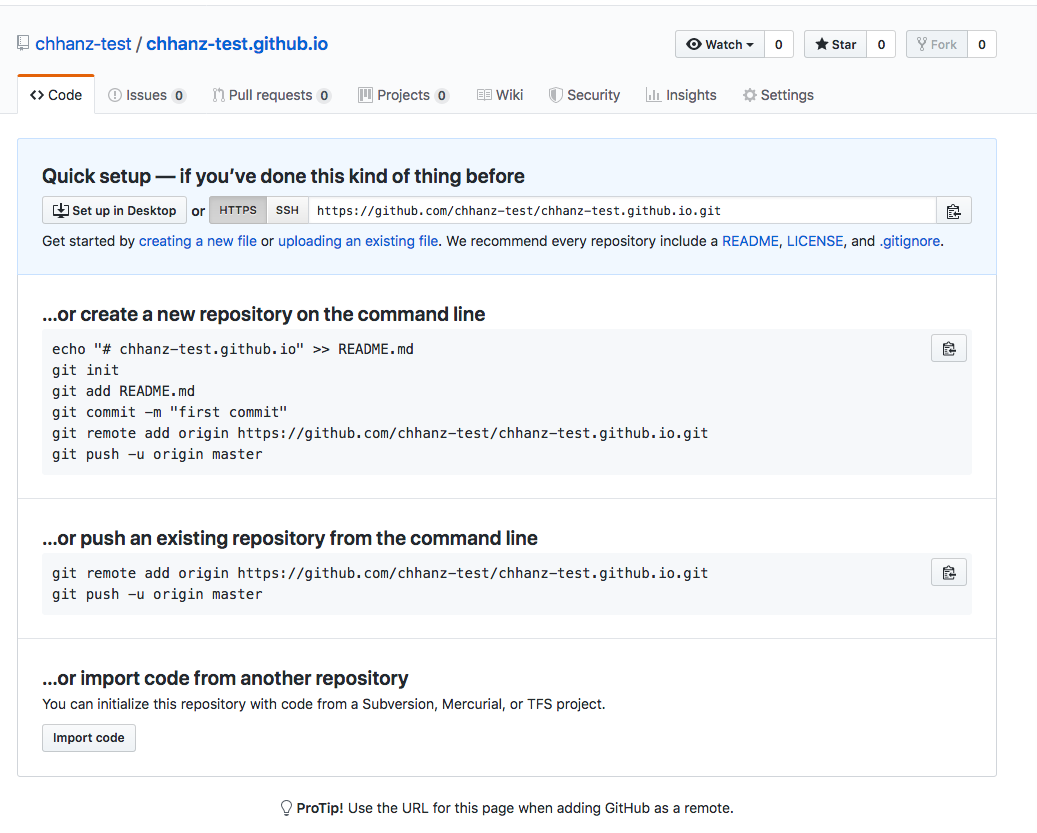 chhanz-test / chhanz-test.github.io
Watch 0 Star 0 Fork 0
Code Issues 0 Pull requests 0 Projects 0 Wiki Security Insights Settings
Quick setup — if you’ve done this kind of thing before
Set up in Desktop or HTTPS SSH https://github.com/chhanz-test/chhanz-test.github.io.git
Get started by creating a new file or uploading an existing file. We recommend every repository include a README, LICENSE, and .gitignore.
…or create a new repository on the command line
echo "# chhanz-test.github.io" >> README.md
git init
git add README.md
git commit -m "first commit"
git remote add origin https://github.com/chhanz-test/chhanz-test.github.io.git
git push -u origin master
…or push an existing repository from the command line
git remote add origin https://github.com/chhanz-test/chhanz-test.github.io.git
git push -u origin master
…or import code from another repository
You can initialize this repository with code from a Subversion, Mercurial, or TFS project.
Import code
ProTip! Use the URL for this page when adding GitHub as a remote.